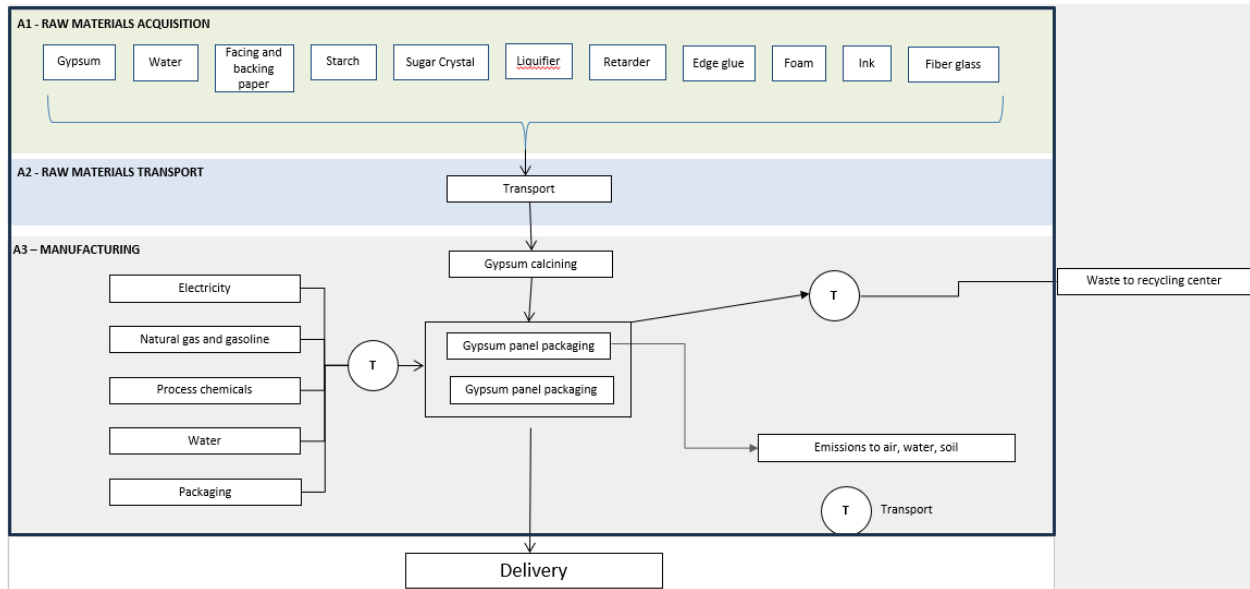 A1 - RAW MATERIALS ACQUISITION
Gypsum
Water
Facing and
backing
paper
Starch
Sugar Crystal
Liquifier
Retarder
Edge glue
Foam
Ink
Fiber glass
A2 - RAW MATERIALS TRANSPORT
Transport
A3 – MANUFACTURING
Gypsum calcining
Electricity
Natural gas and gasoline
Process chemicals
Water
Packaging
T
Gypsum panel packaging
Gypsum panel packaging
T
Waste to recycling center
Emissions to air, water, soil
T
Transport
Delivery